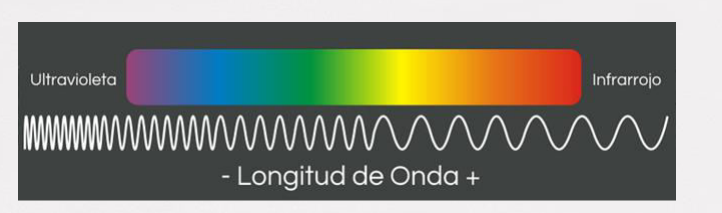 Ultravioleta
Infrarrojo
- Longitud de Onda +